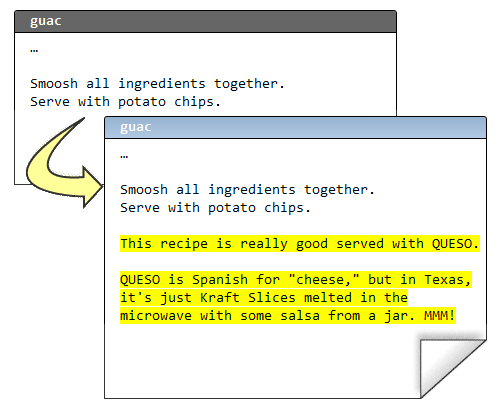 guac
…
Smoosh all ingredients together.
Serve with potato chips.
guac
…
Smoosh all ingredients together.
Serve with potato chips.
This recipe is really good served with QUESO.
QUESO is Spanish for "cheese," but in Texas,
it's just Kraft Slices melted in the
microwave with some salsa from a jar. MMM!